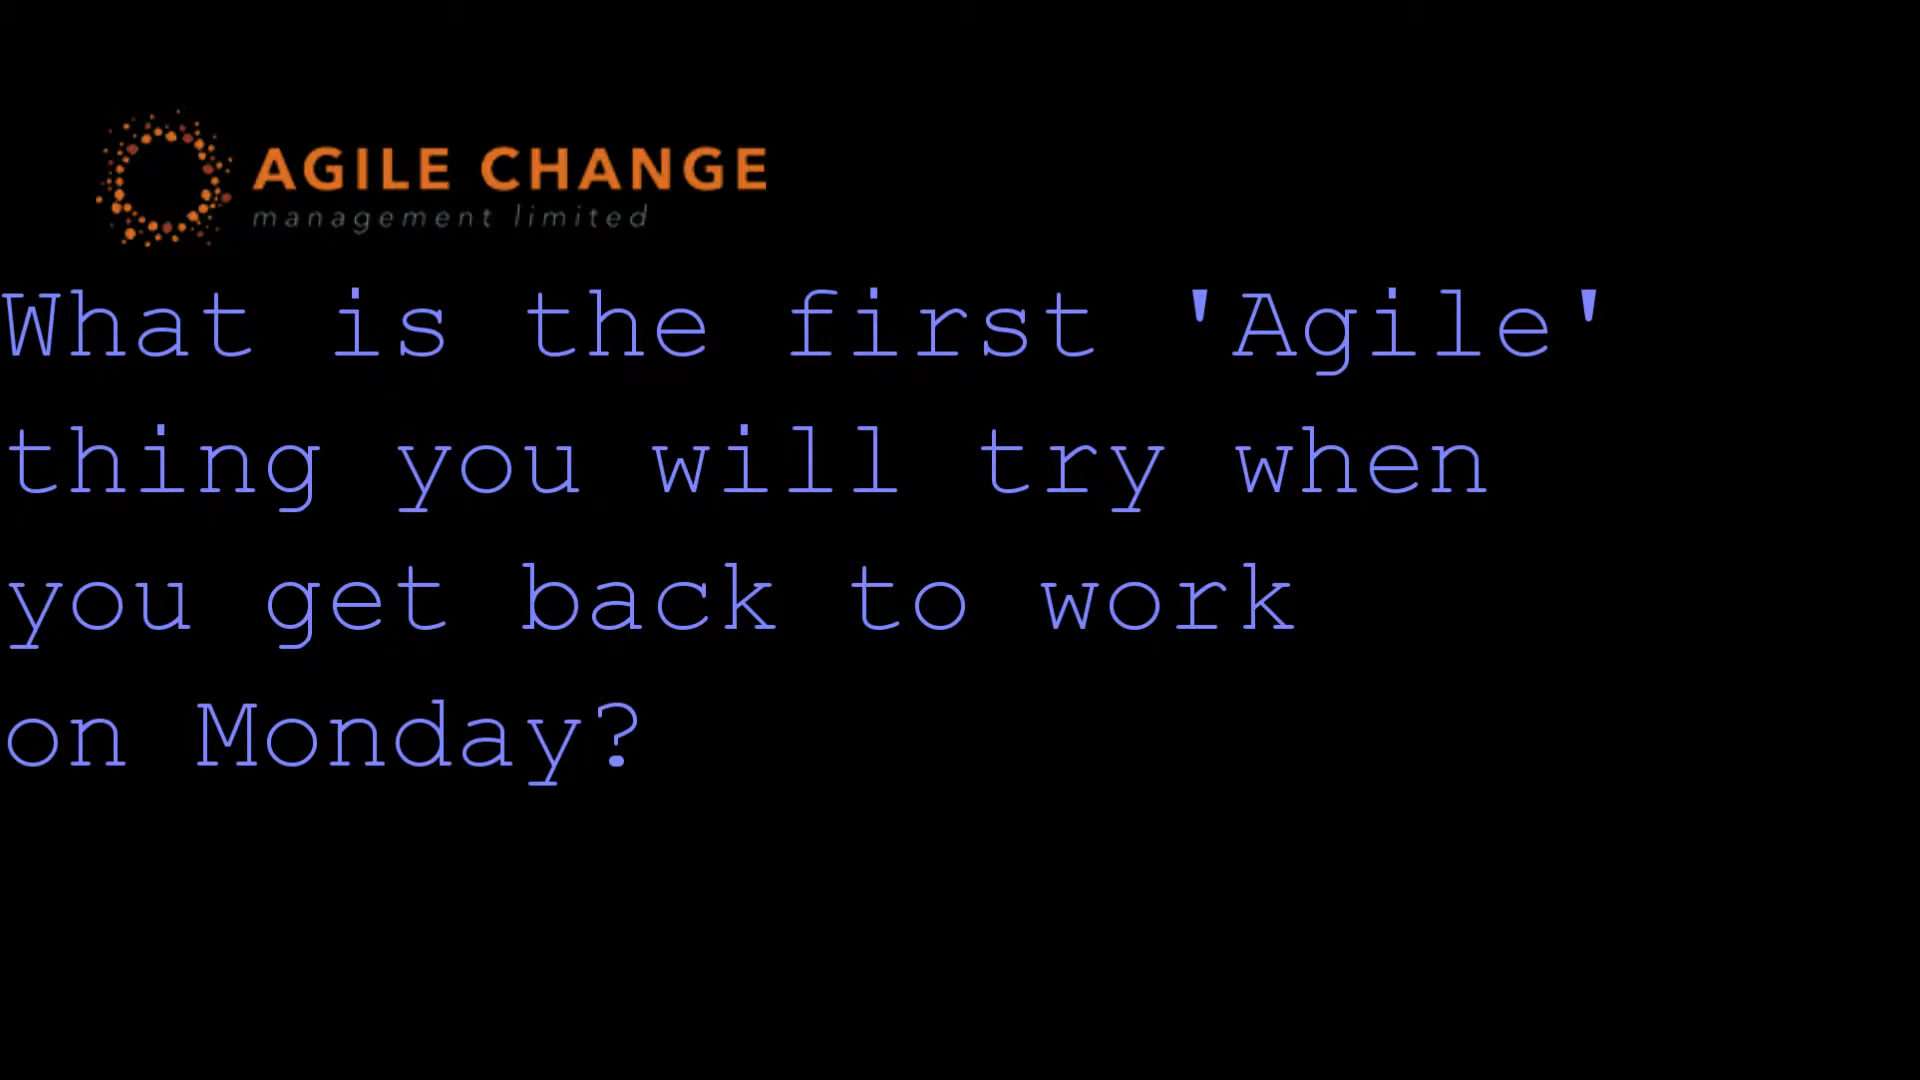 AGILE CHANGE
management limited
What is the first 'Agile'
thing you will try when
you get back to work
on Monday?